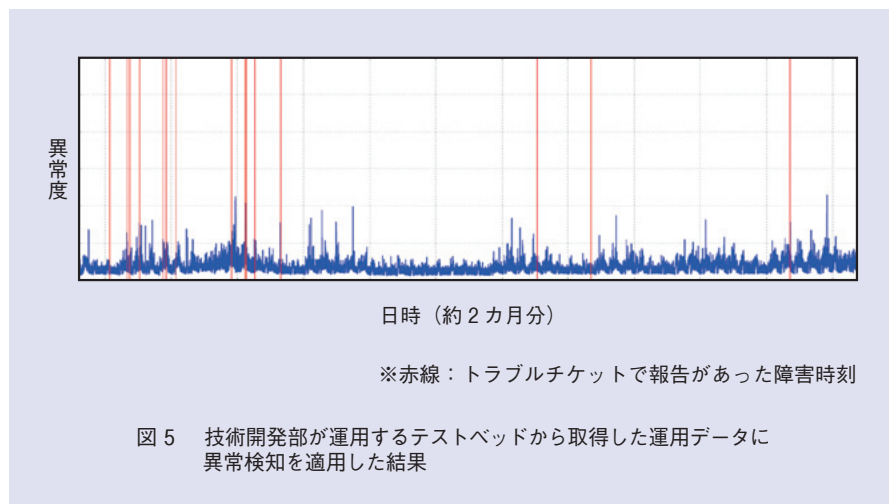 異常度
日時（約２カ月分）
※赤線：トラブルチケットで報告があった障害時刻
図 5　技術開発部が運用するテストベッドから取得した運用データに
異常検知を適用した結果